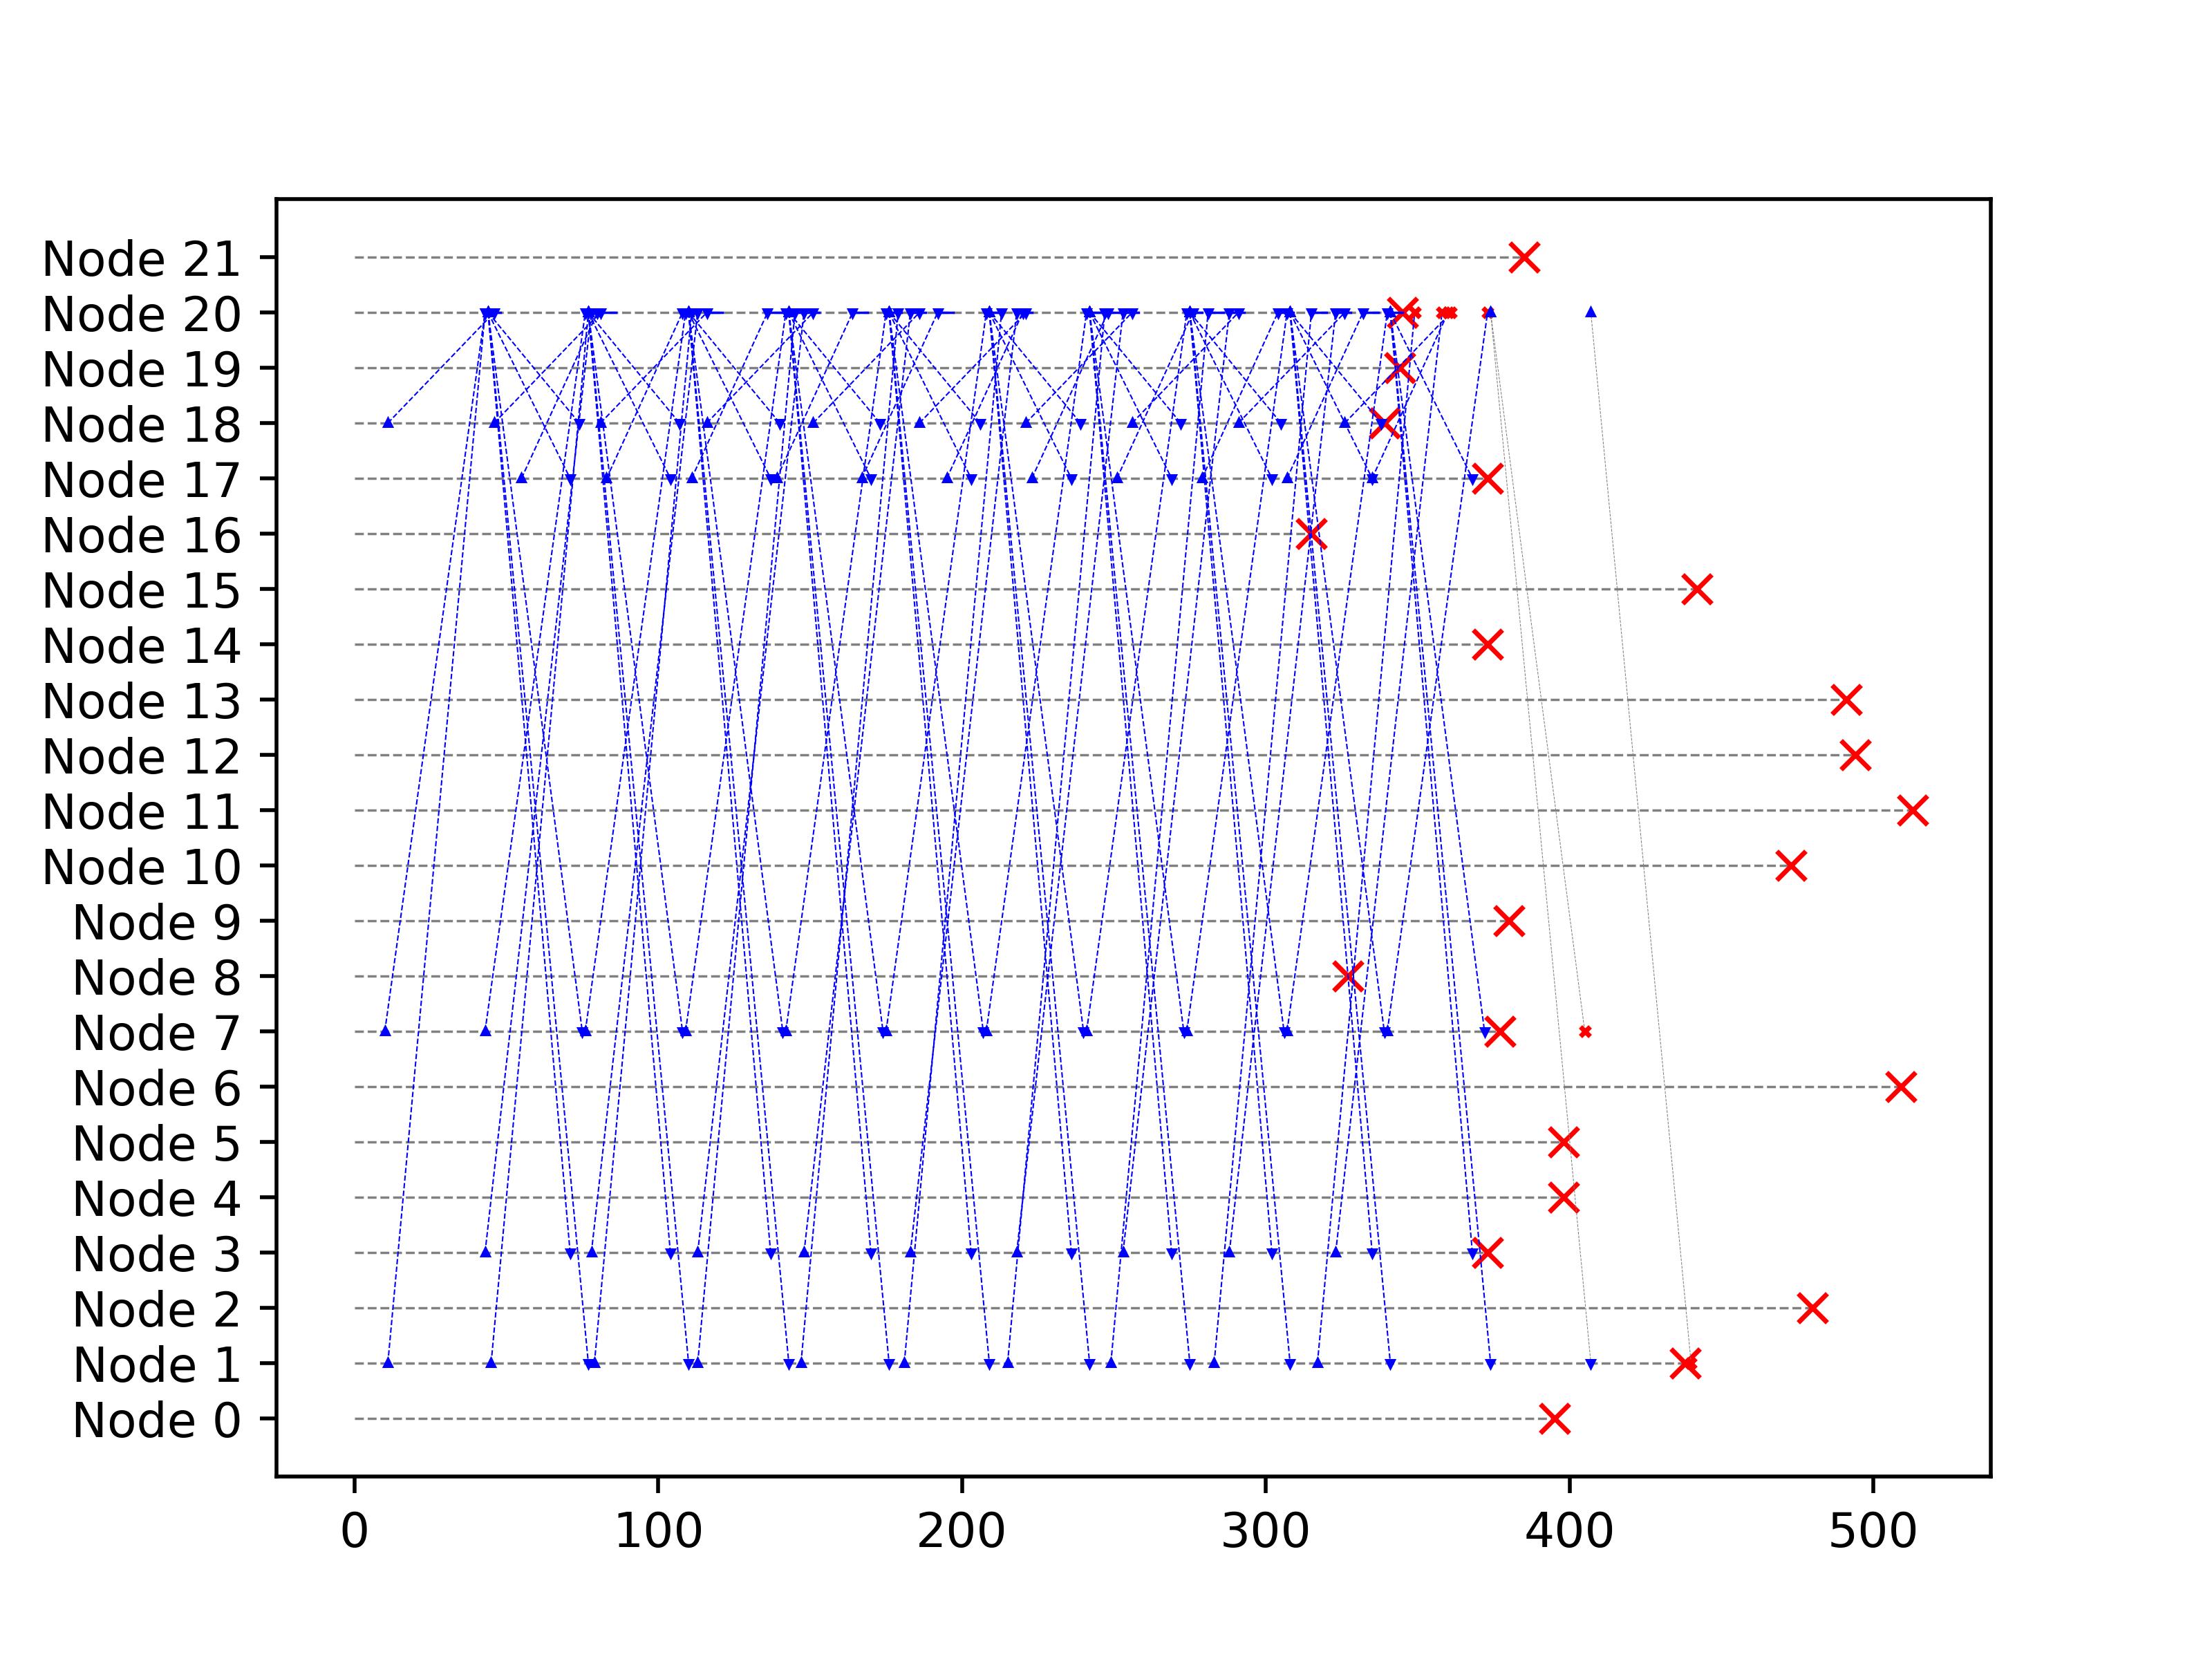 Node 21
Node 20
Node 19
Node 18
Node 17
Node 16
Node 15
Node 14
Node 13
Node 12
Node 11
Node 10
Node 9
Node 8
Node 7
Node 6
Node 5
Node 4
Node 3
Node 2
Node 1
Node 0
0 100 200 300 400 500